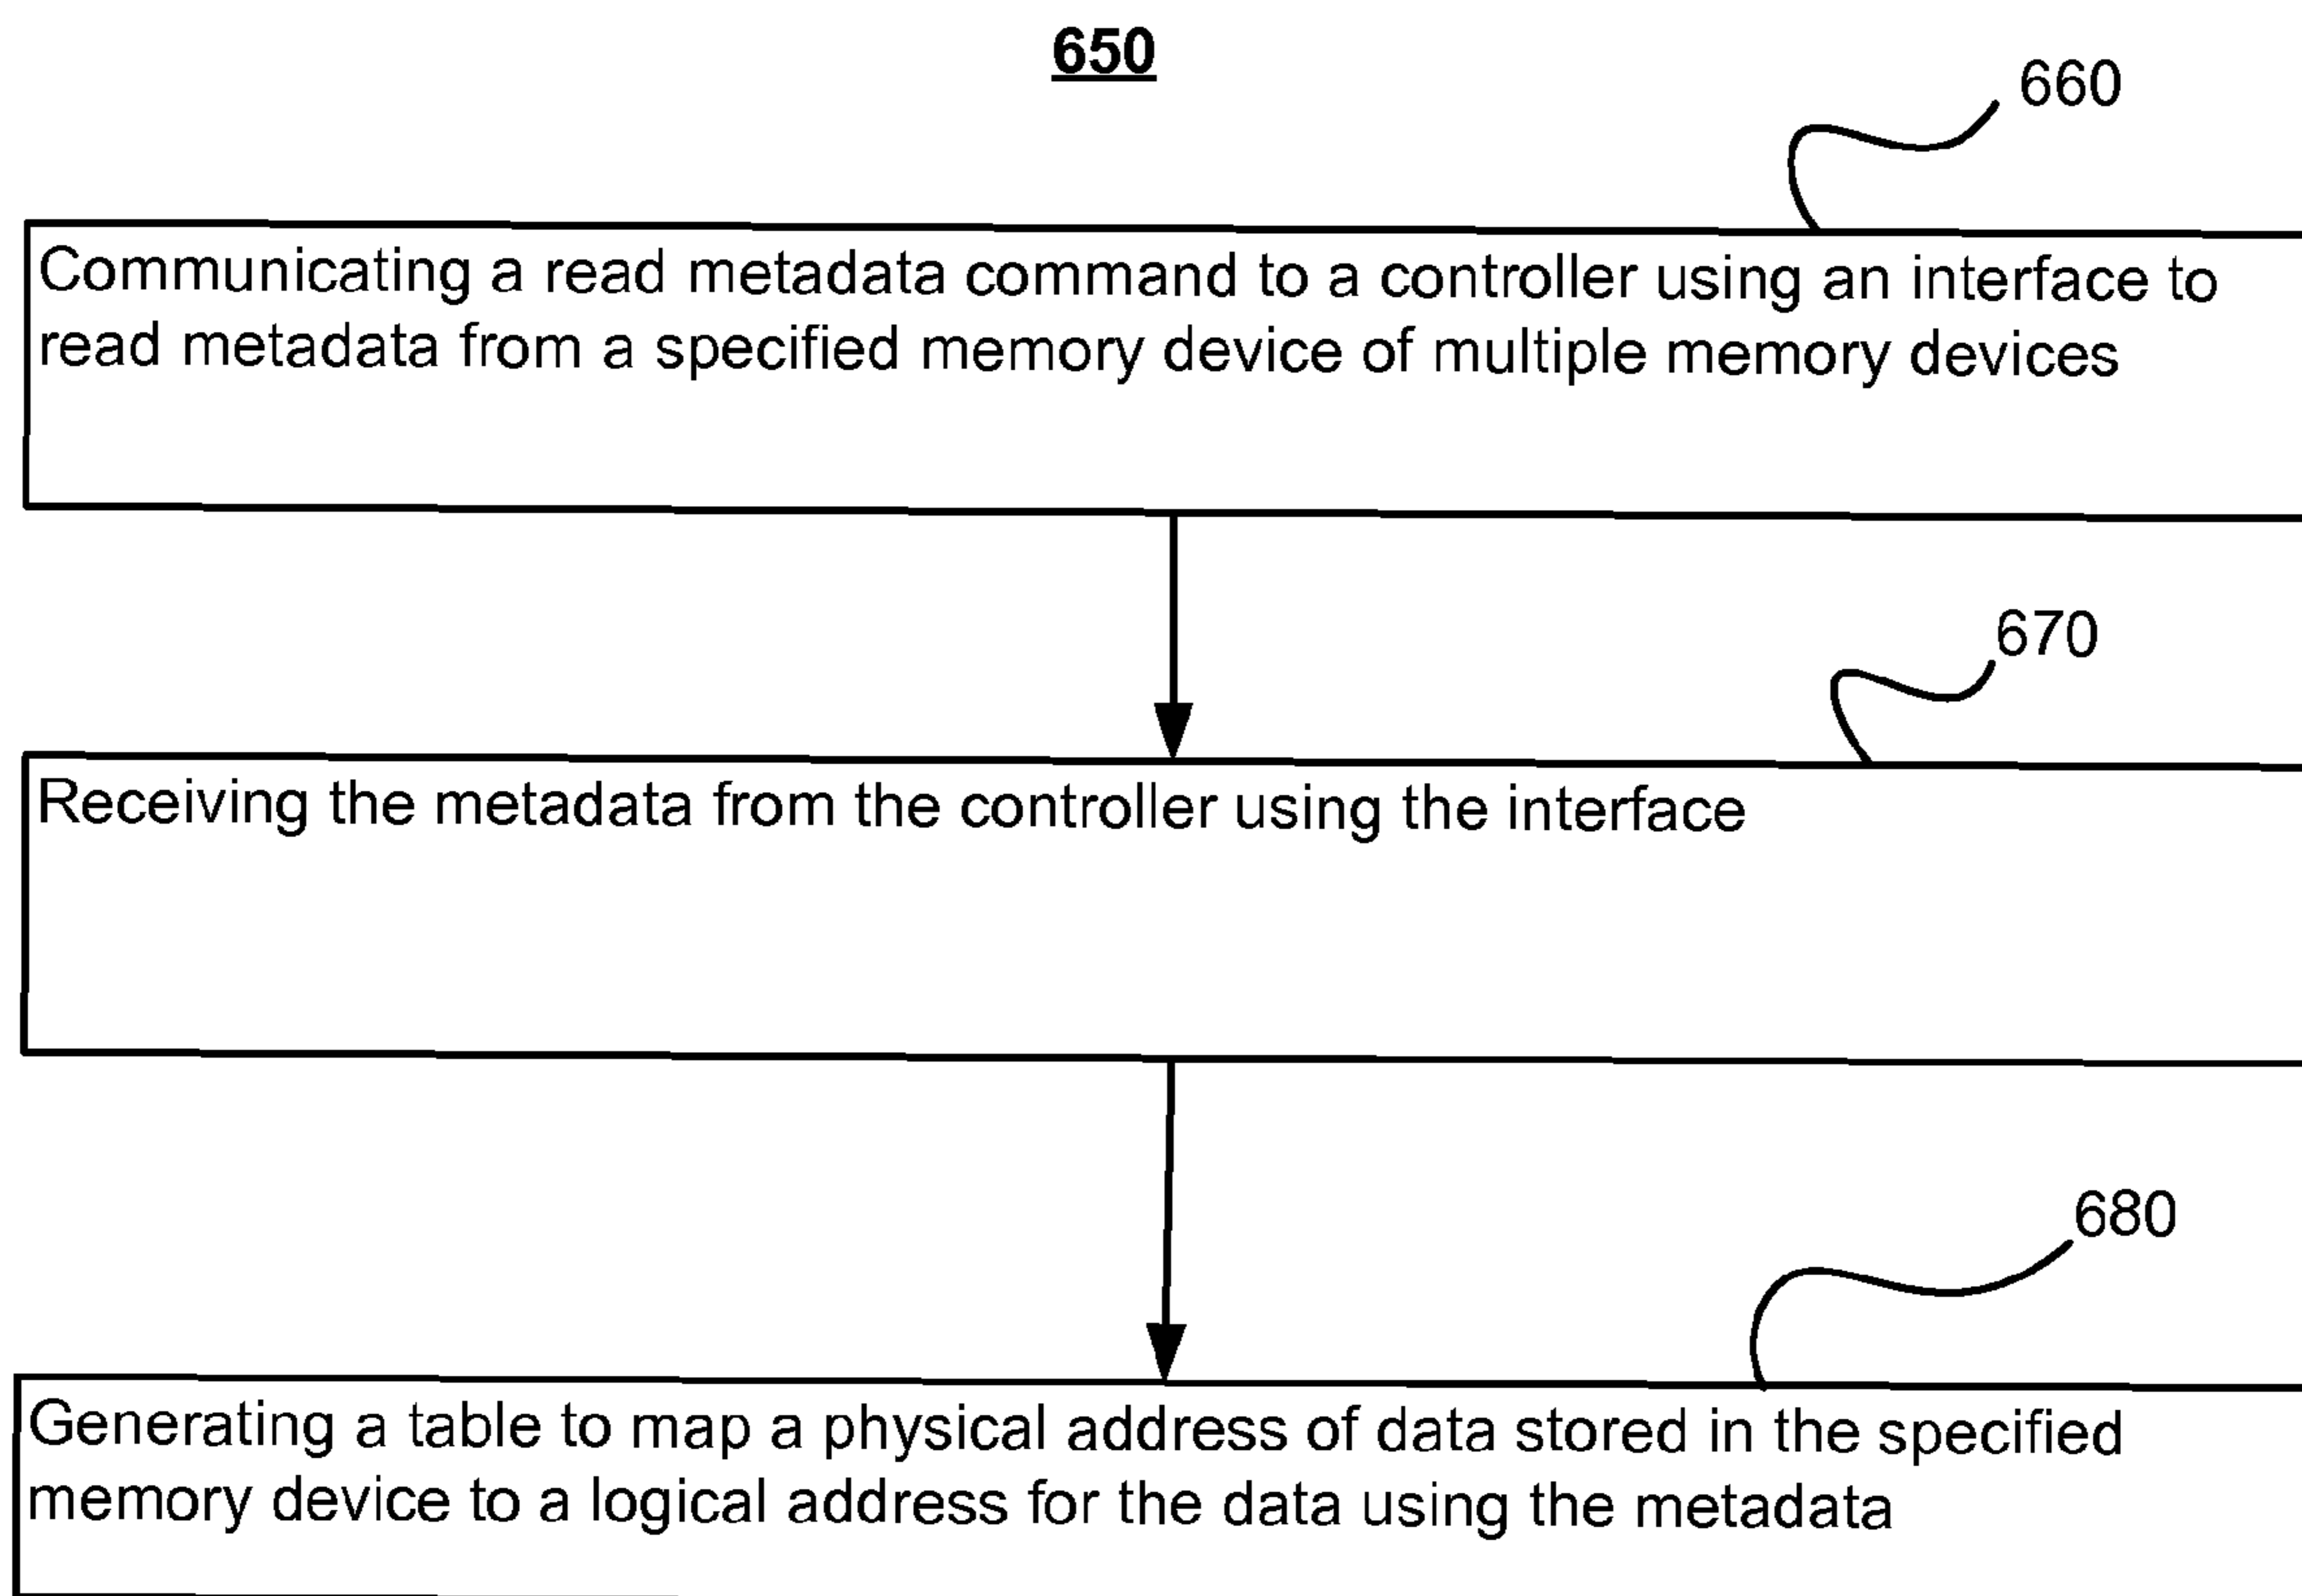 650
660
Communicating a read metadata command to a controller using an interface to
read metadata from a specified memory device of multiple memory devices
670
Receiving the metadata from the controller using the interface
680
Generating a table to map a physical address of data stored in the specified
memory device to a logical address for the data using the metadata